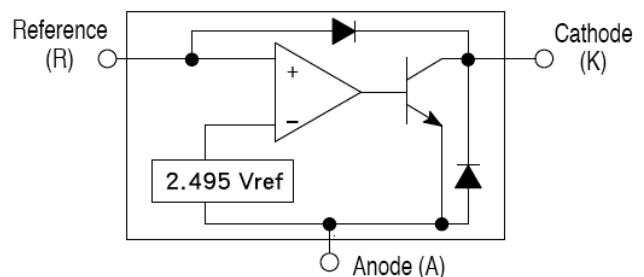 Reference
(R)
Cathode
(K)
+
−
2.495 Vref
Anode (A)